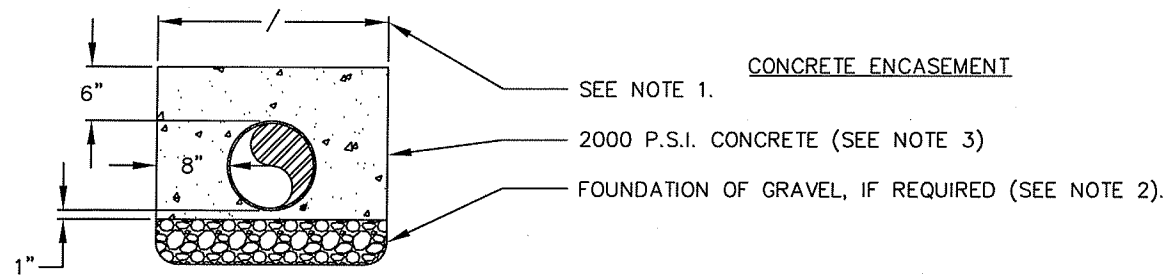 /
CONCRETE ENCASEMENT
6"
SEE NOTE 1.
2000 P.S.I. CONCRETE (SEE NOTE 3)
8"
FOUNDATION OF GRAVEL, IF REQUIRED (SEE NOTE 2).
1"